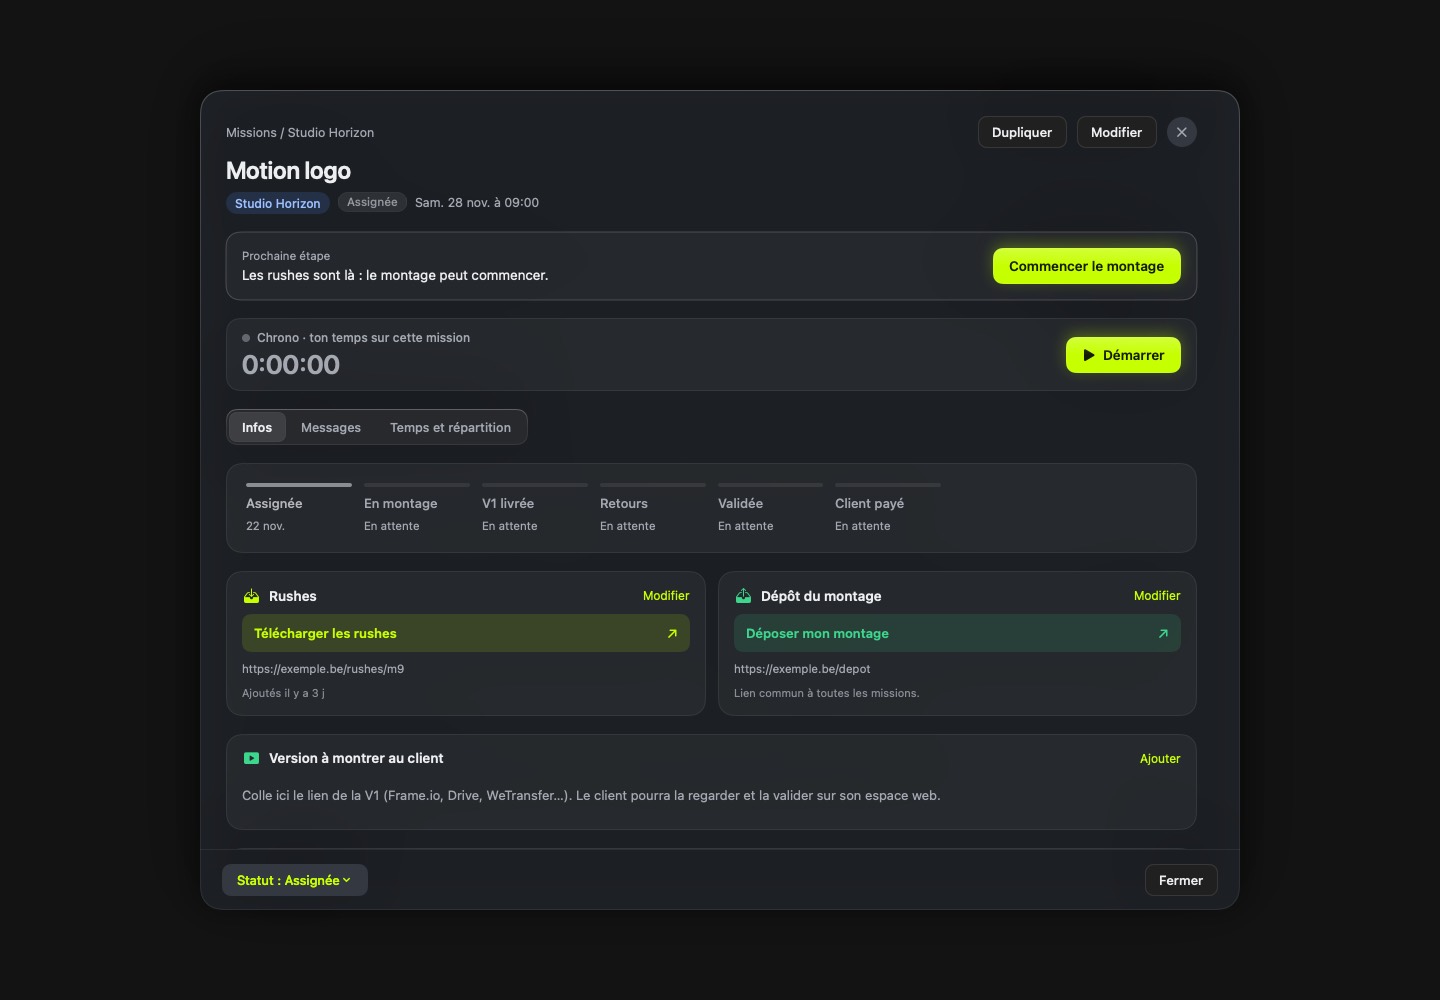 Missions / Studio Horizon
Dupliquer
Modifier
Motion logo
Studio Horizon
Assignée
Sam. 28 nov. à 09:00
Prochaine étape
Les rushes sont là : le montage peut commencer.
Commencer le montage
Chrono · ton temps sur cette mission
0:00:00
Démarrer
Infos
Messages
Temps et répartition
Assignée
En montage
V1 livrée
Retours
Validée
Client payé
22 nov.
En attente
En attente
En attente
En attente
En attente
Rushes
Modifier
Télécharger les rushes
https://exemple.be/rushes/m9
Ajoutés il y a 3 j
Dépôt du montage
Modifier
Déposer mon montage
https://exemple.be/depot
Lien commun à toutes les missions.
Version à montrer au client
Ajouter
Colle ici le lien de la V1 (Frame.io, Drive, WeTransfer…). Le client pourra la regarder et la valider sur son espace web.
Statut : Assignée
Fermer